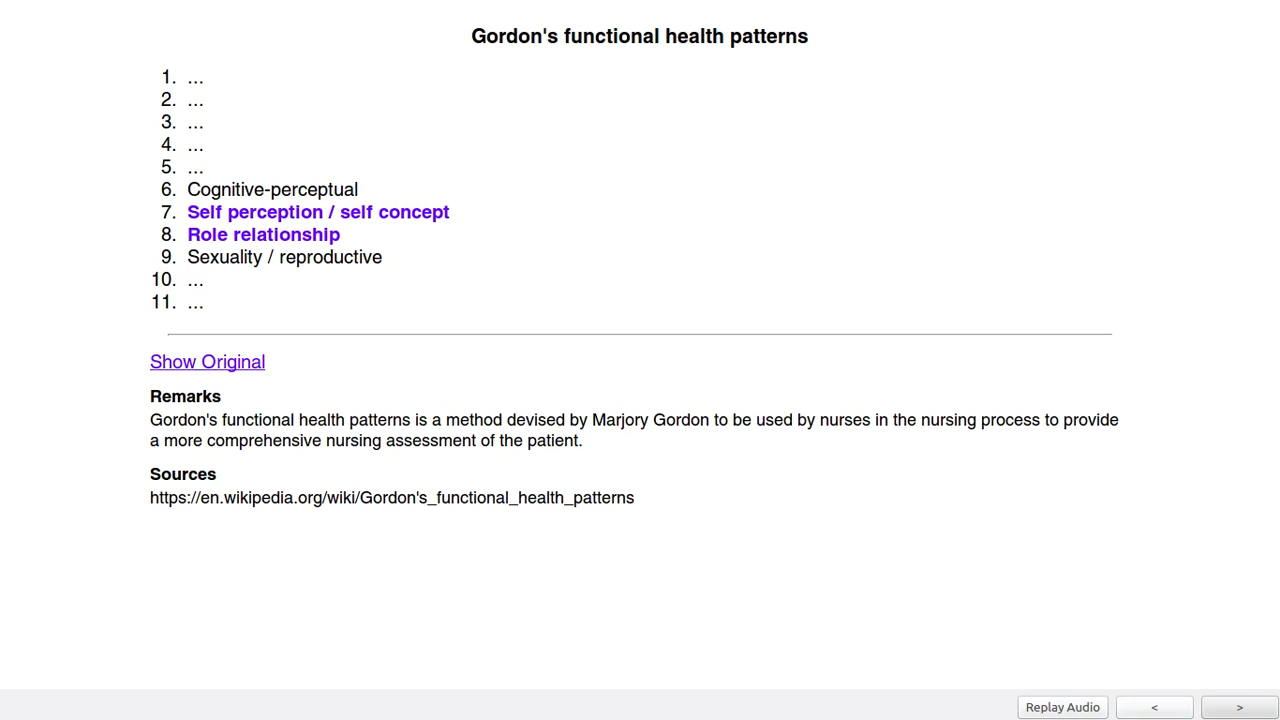 Gordon's functional health patterns
1. ...
2. ...
3. ...
4. ...
5. ...
6. Cognitive-perceptual
7. Self perception / self concept
8. Role relationship
9. Sexuality / reproductive
10. ...
11. ...
Show Original
Remarks
Gordon's functional health patterns is a method devised by Marjory Gordon to be used by nurses in the nursing process to provide
a more comprehensive nursing assessment of the patient.
Sources
https://en.wikipedia.org/wiki/Gordon's_functional_health_patterns
Replay Audio < >